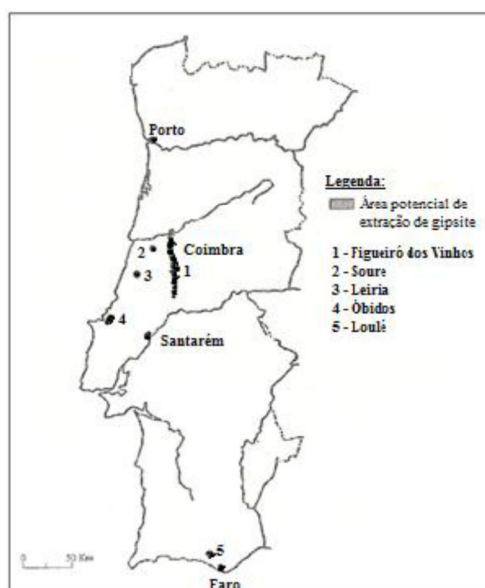 Porto
Legenda:
Área potencial de
extração de gipsite
Coimbra
2
1
3
1 - Figueiró dos Vinhos
2 - Soure
3 - Leiria
4 - Óbidos
5 - Loulé
4
Santarém
5
0
50 Km
Faro